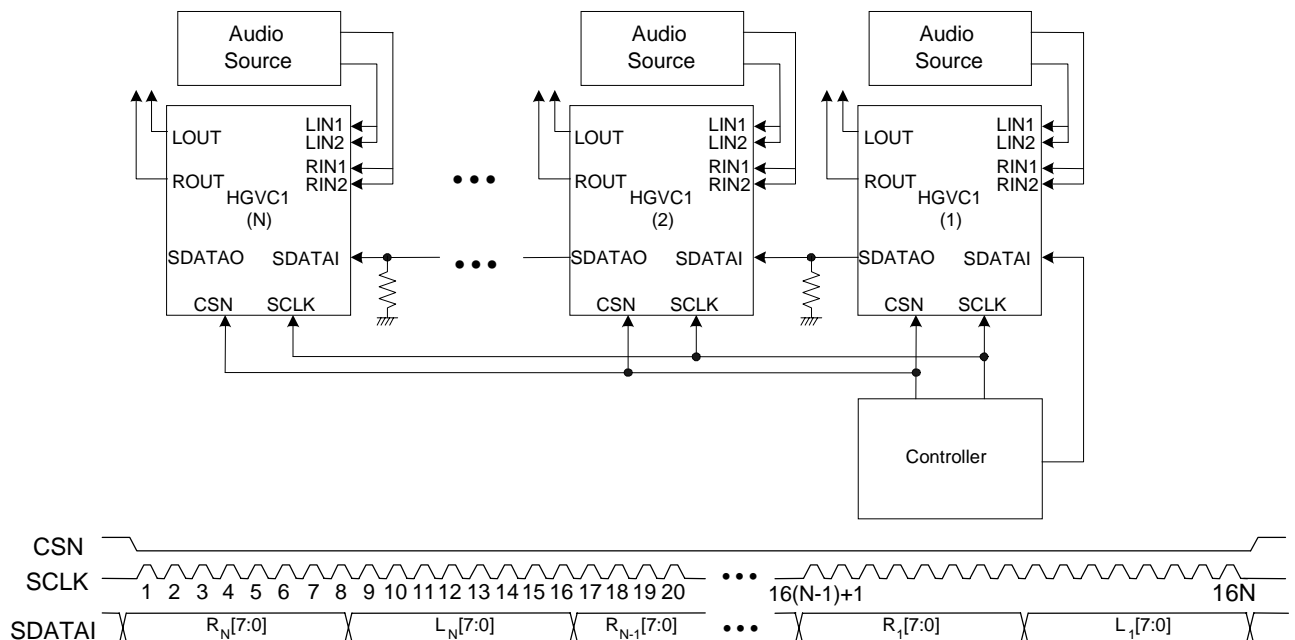 Audio
Source
Audio
Source
Audio
Source
LOUT
LIN1
LIN2
ROUT
RIN1
RIN2
HGVC1
(N)
SDATAO
SDATAI
CSN
SCLK
•••
•••
LOUT
LIN1
LIN2
ROUT
RIN1
RIN2
HGVC1
(2)
SDATAO
SDATAI
CSN
SCLK
LOUT
LIN1
LIN2
ROUT
RIN1
RIN2
HGVC1
(1)
SDATAO
SDATAI
CSN
SCLK
Controller
CSN
SCLK
1 2 3 4 5 6 7 8 9 10 11 12 13 14 15 16 17 18 19 20 ••• 16(N-1)+1 16N
SDATAI R_N[7:0] L_N[7:0] R_N-1[7:0] ••• R_1[7:0] L_1[7:0]